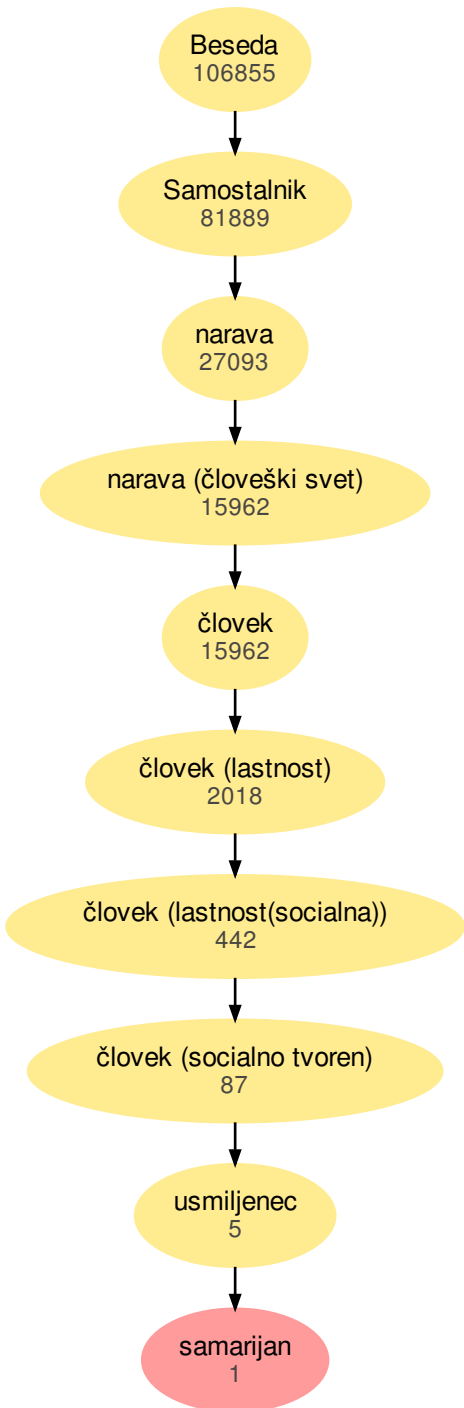 Beseda
106855
Samostalnik
81889
narava
27093
narava (človeški svet)
15962
človek
15962
človek (lastnost)
2018
človek (lastnost(socialna))
442
človek (socialno tvoren)
87
usmiljenec
5
samarijan
1